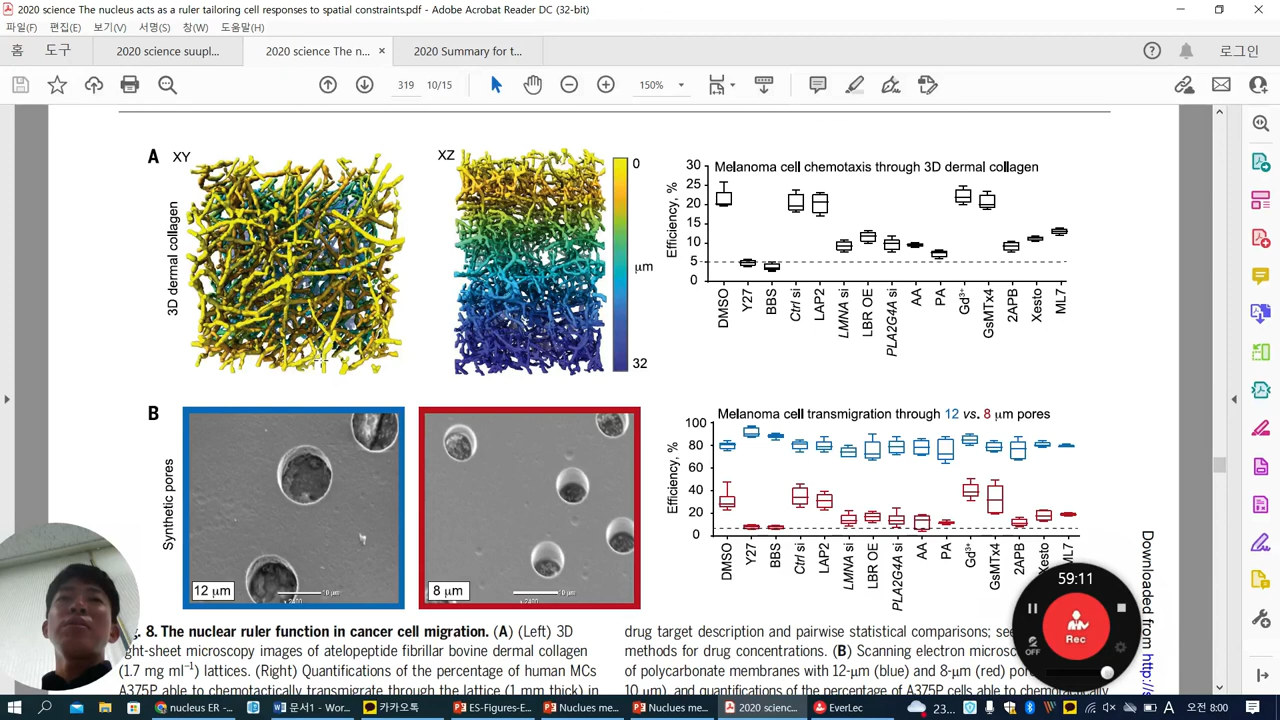 2020 science The nucleus acts as a ruler tailoring cell responses to spatial constraints.pdf - Adobe Acrobat Reader DC (32-bit)
파일(F) 편집(E) 보기(V) 서명(S) 창(W) 도움말(H)
홈 도구 2020 science suupl... 2020 science The n... × 2020 Summary for t... 로그인
319 10/15 150%
A XY XZ
3D dermal collagen
0
μm
32
Melanoma cell chemotaxis through 3D dermal collagen
Efficiency, %
30
25
20
15
10
5
0
DMSO Y27 BBS Ctrl si LAP2 LMNA si LBR OE PLA2G4A si AA PA Gd³⁺ GsMTx4 2APB Xesto ML7
B
Synthetic pores
12 μm
10 μm
8 μm
10 μm
Melanoma cell transmigration through 12 vs. 8 μm pores
Efficiency, %
100
80
60
40
20
0
DMSO Y27 BBS Ctrl si LAP2 LMNA si LBR OE PLA2G4A si AA PA Gd³⁺ GsMTx4 2APB Xesto ML7
Downloaded from http://s
59:11
Rec
OFF
g. 8. The nuclear ruler function in cancer cell migration. (A) (Left) 3D
ght-sheet microscopy images of atelopeptide fibrillar bovine dermal collagen
(1.7 mg ml⁻¹) lattices. (Right) Quantifications of the percentage of human MCs
A375P able to chemotactically transmigrate through the lattice (1 mm thick) in
drug target description and pairwise statistical comparisons; see
methods for drug concentrations. (B) Scanning electron microsc
of polycarbonate membranes with 12-μm (blue) and 8-μm (red) por
10 μm), and quantifications of the percentage of A375P cells able to chemotactically
nucleus ER -... 문서1 - Wor... 카카오톡 ES-Figures-E... Nuclues me... Nuclues me... 2020 scienc... EverLec 23... A 오전 8:00